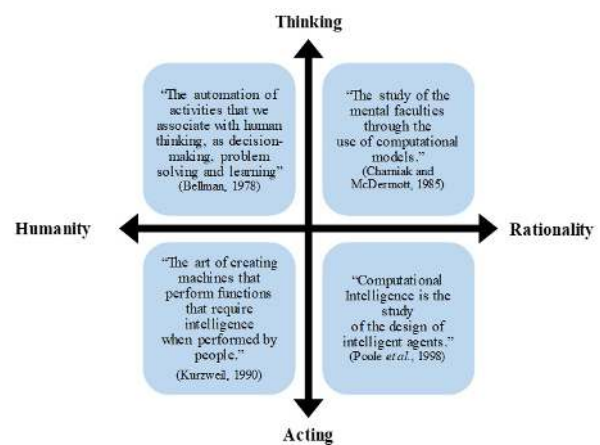 Thinking
“The automation of
activities that we
associate with human
thinking, as decision-
making, problem
solving and learning”
(Bellman, 1978)
“The study of the
mental faculties
through the
use of computational
models.”
(Charniak and
McDermott, 1985)
Humanity
Rationality
“The art of creating
machines that
perform functions
that require
intelligence
when performed by
people.”
(Kurzweil, 1990)
“Computational
Intelligence is the
study
of the design of
intelligent agents.”
(Poole et al., 1998)
Acting